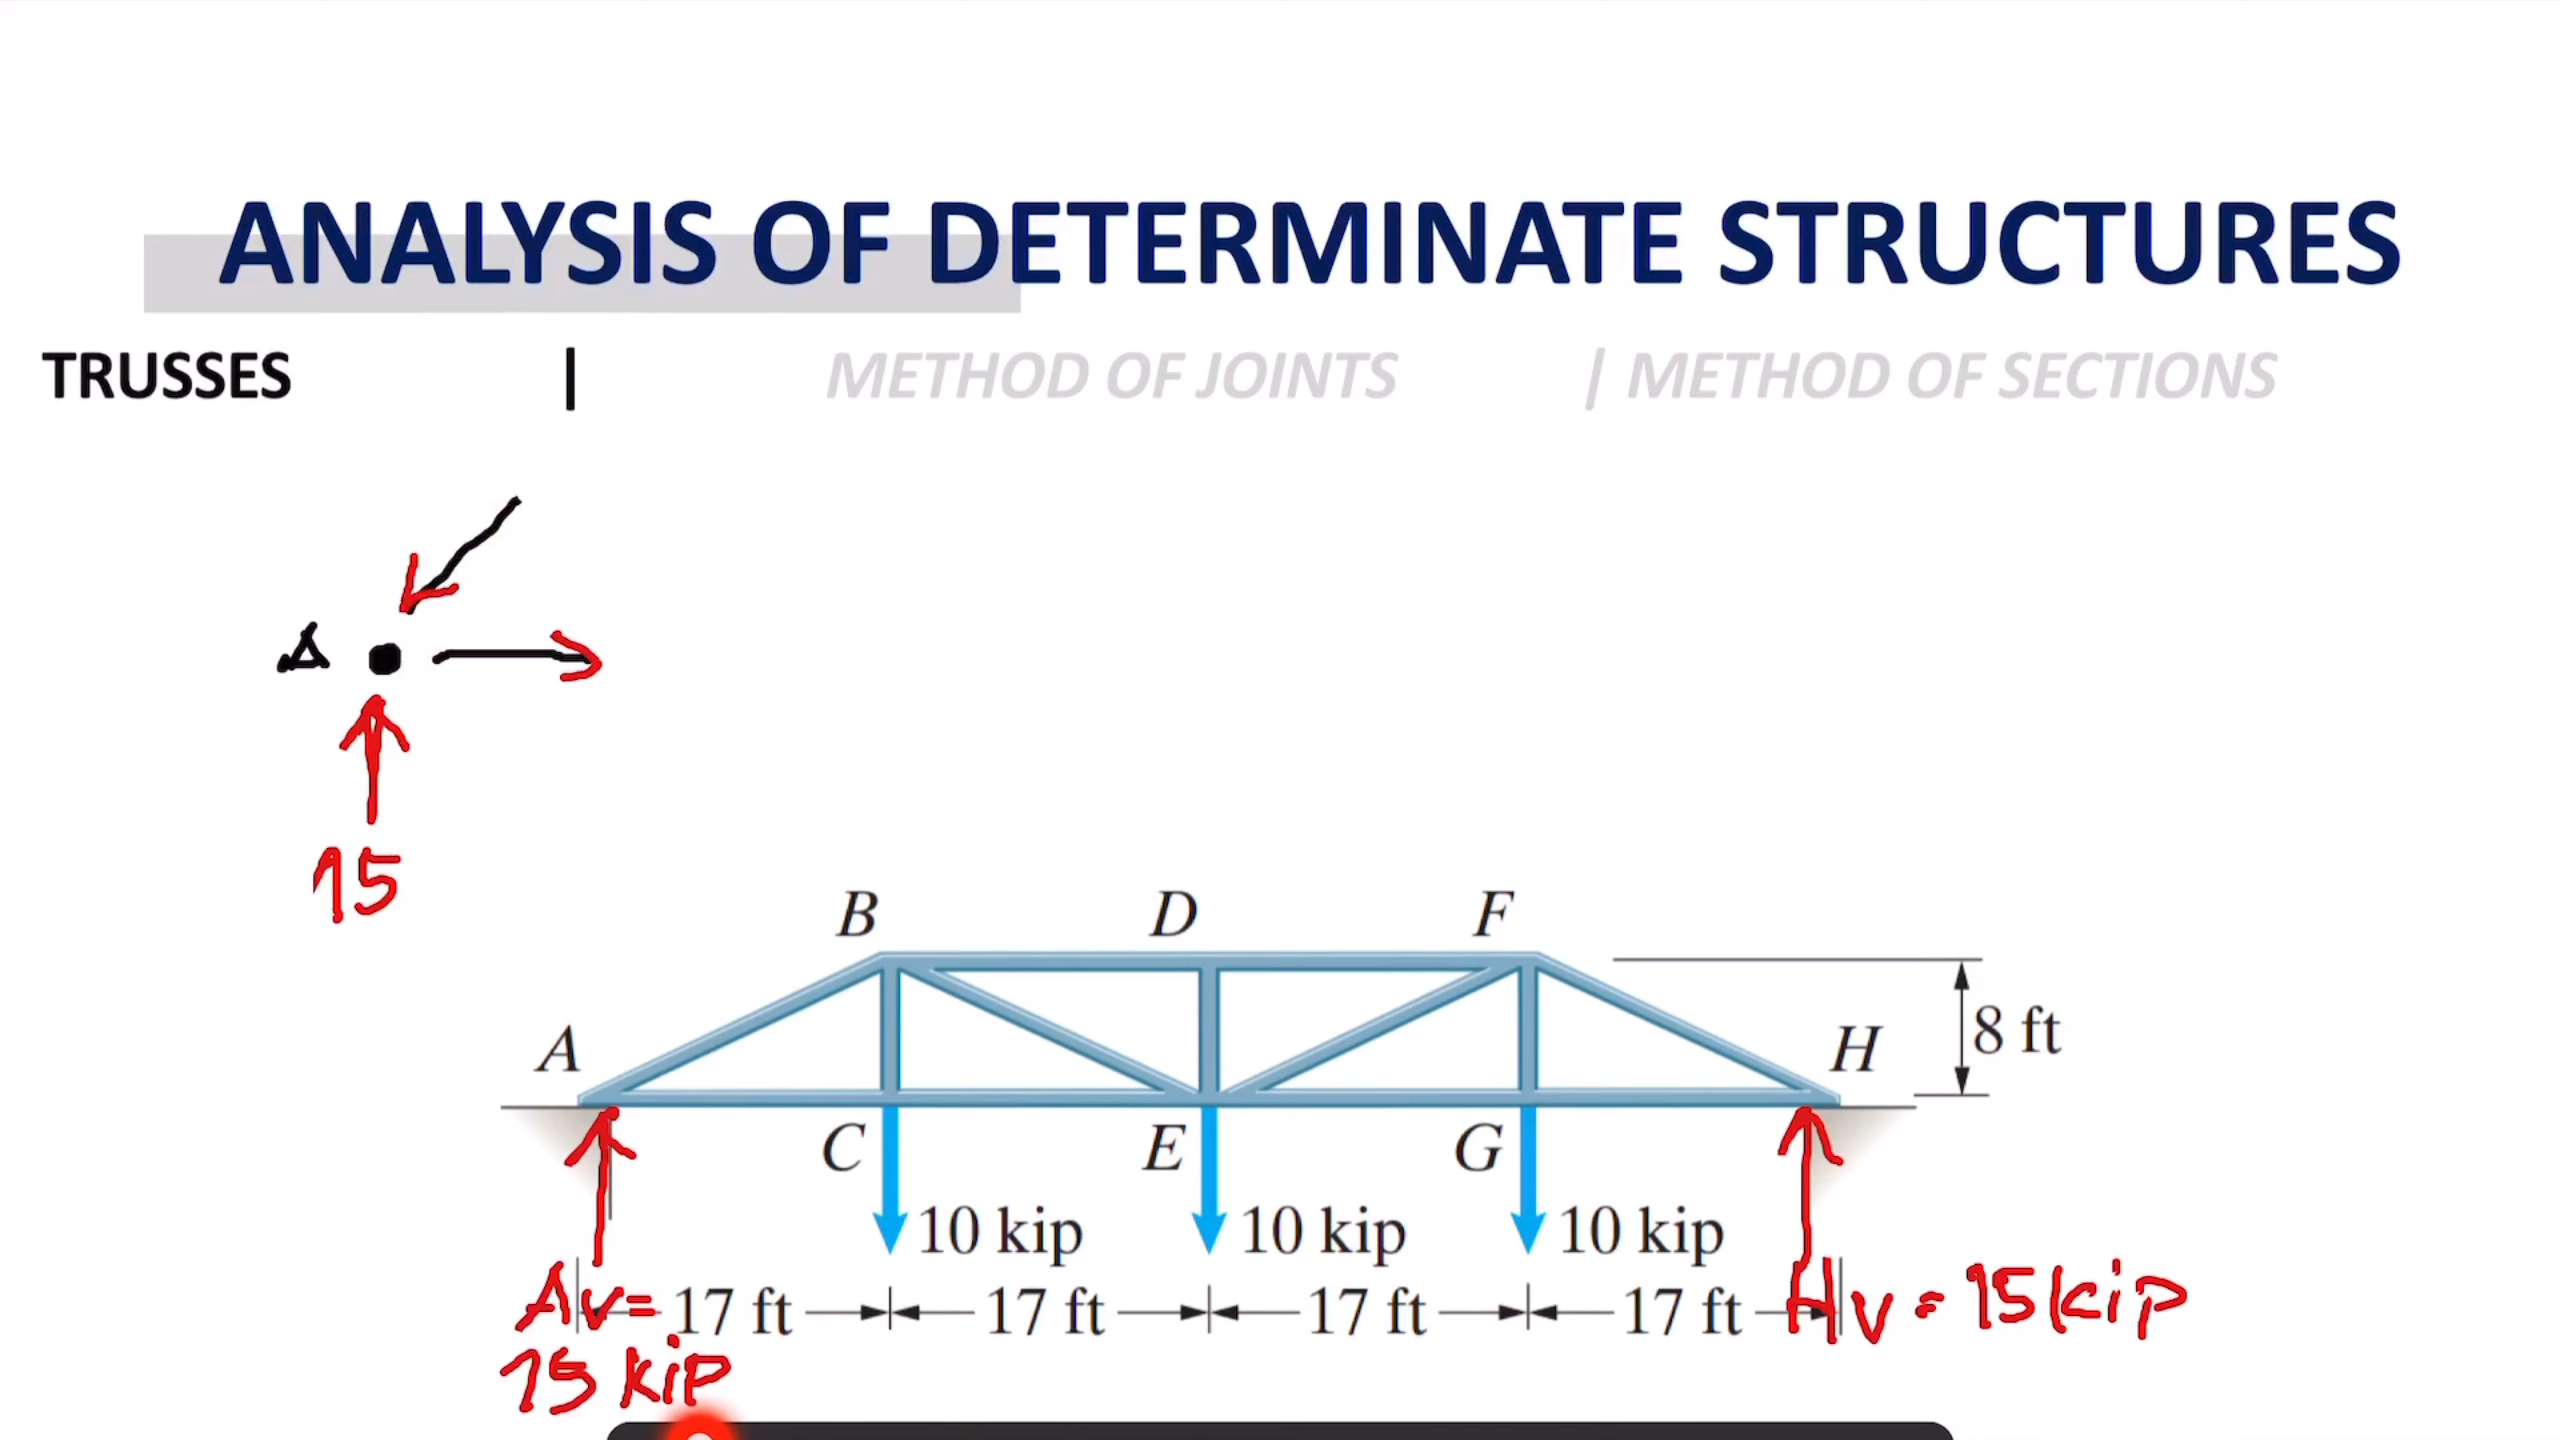 ANALYSIS OF DETERMINATE STRUCTURES
TRUSSES | METHOD OF JOINTS | METHOD OF SECTIONS
A
15
B D F
A H 8 ft
C E G
10 kip 10 kip 10 kip
17 ft 17 ft 17 ft 17 ft
Av= 15 kip
Hv = 15 kip